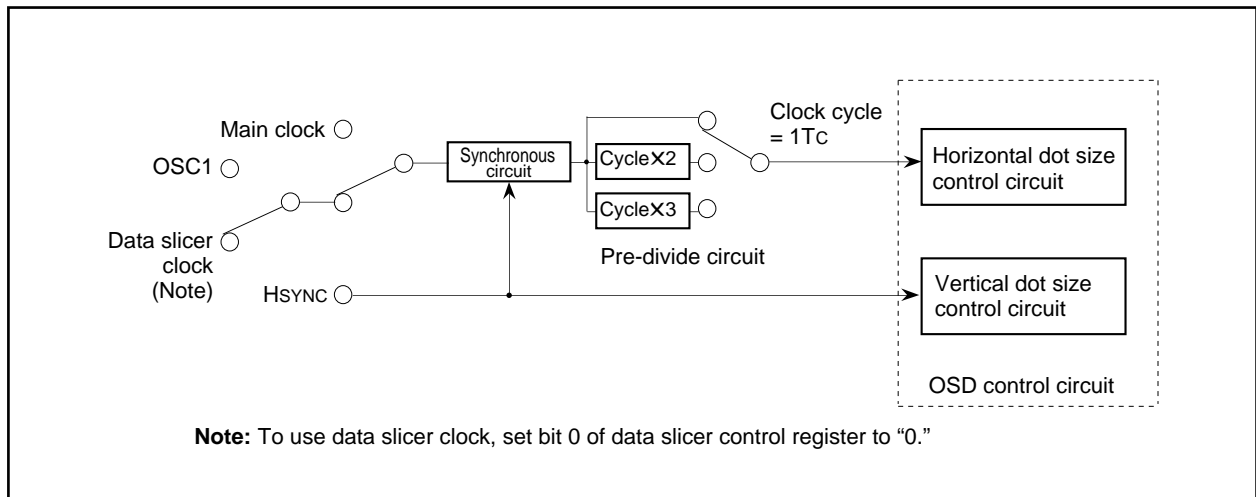 Main clock
OSC1
Data slicer
clock
(Note)
HSYNC
Synchronous
circuit
Cycle✕2
Cycle✕3
Pre-divide circuit
Clock cycle
= 1TC
Horizontal dot size
control circuit
Vertical dot size
control circuit
OSD control circuit
Note: To use data slicer clock, set bit 0 of data slicer control register to “0.”